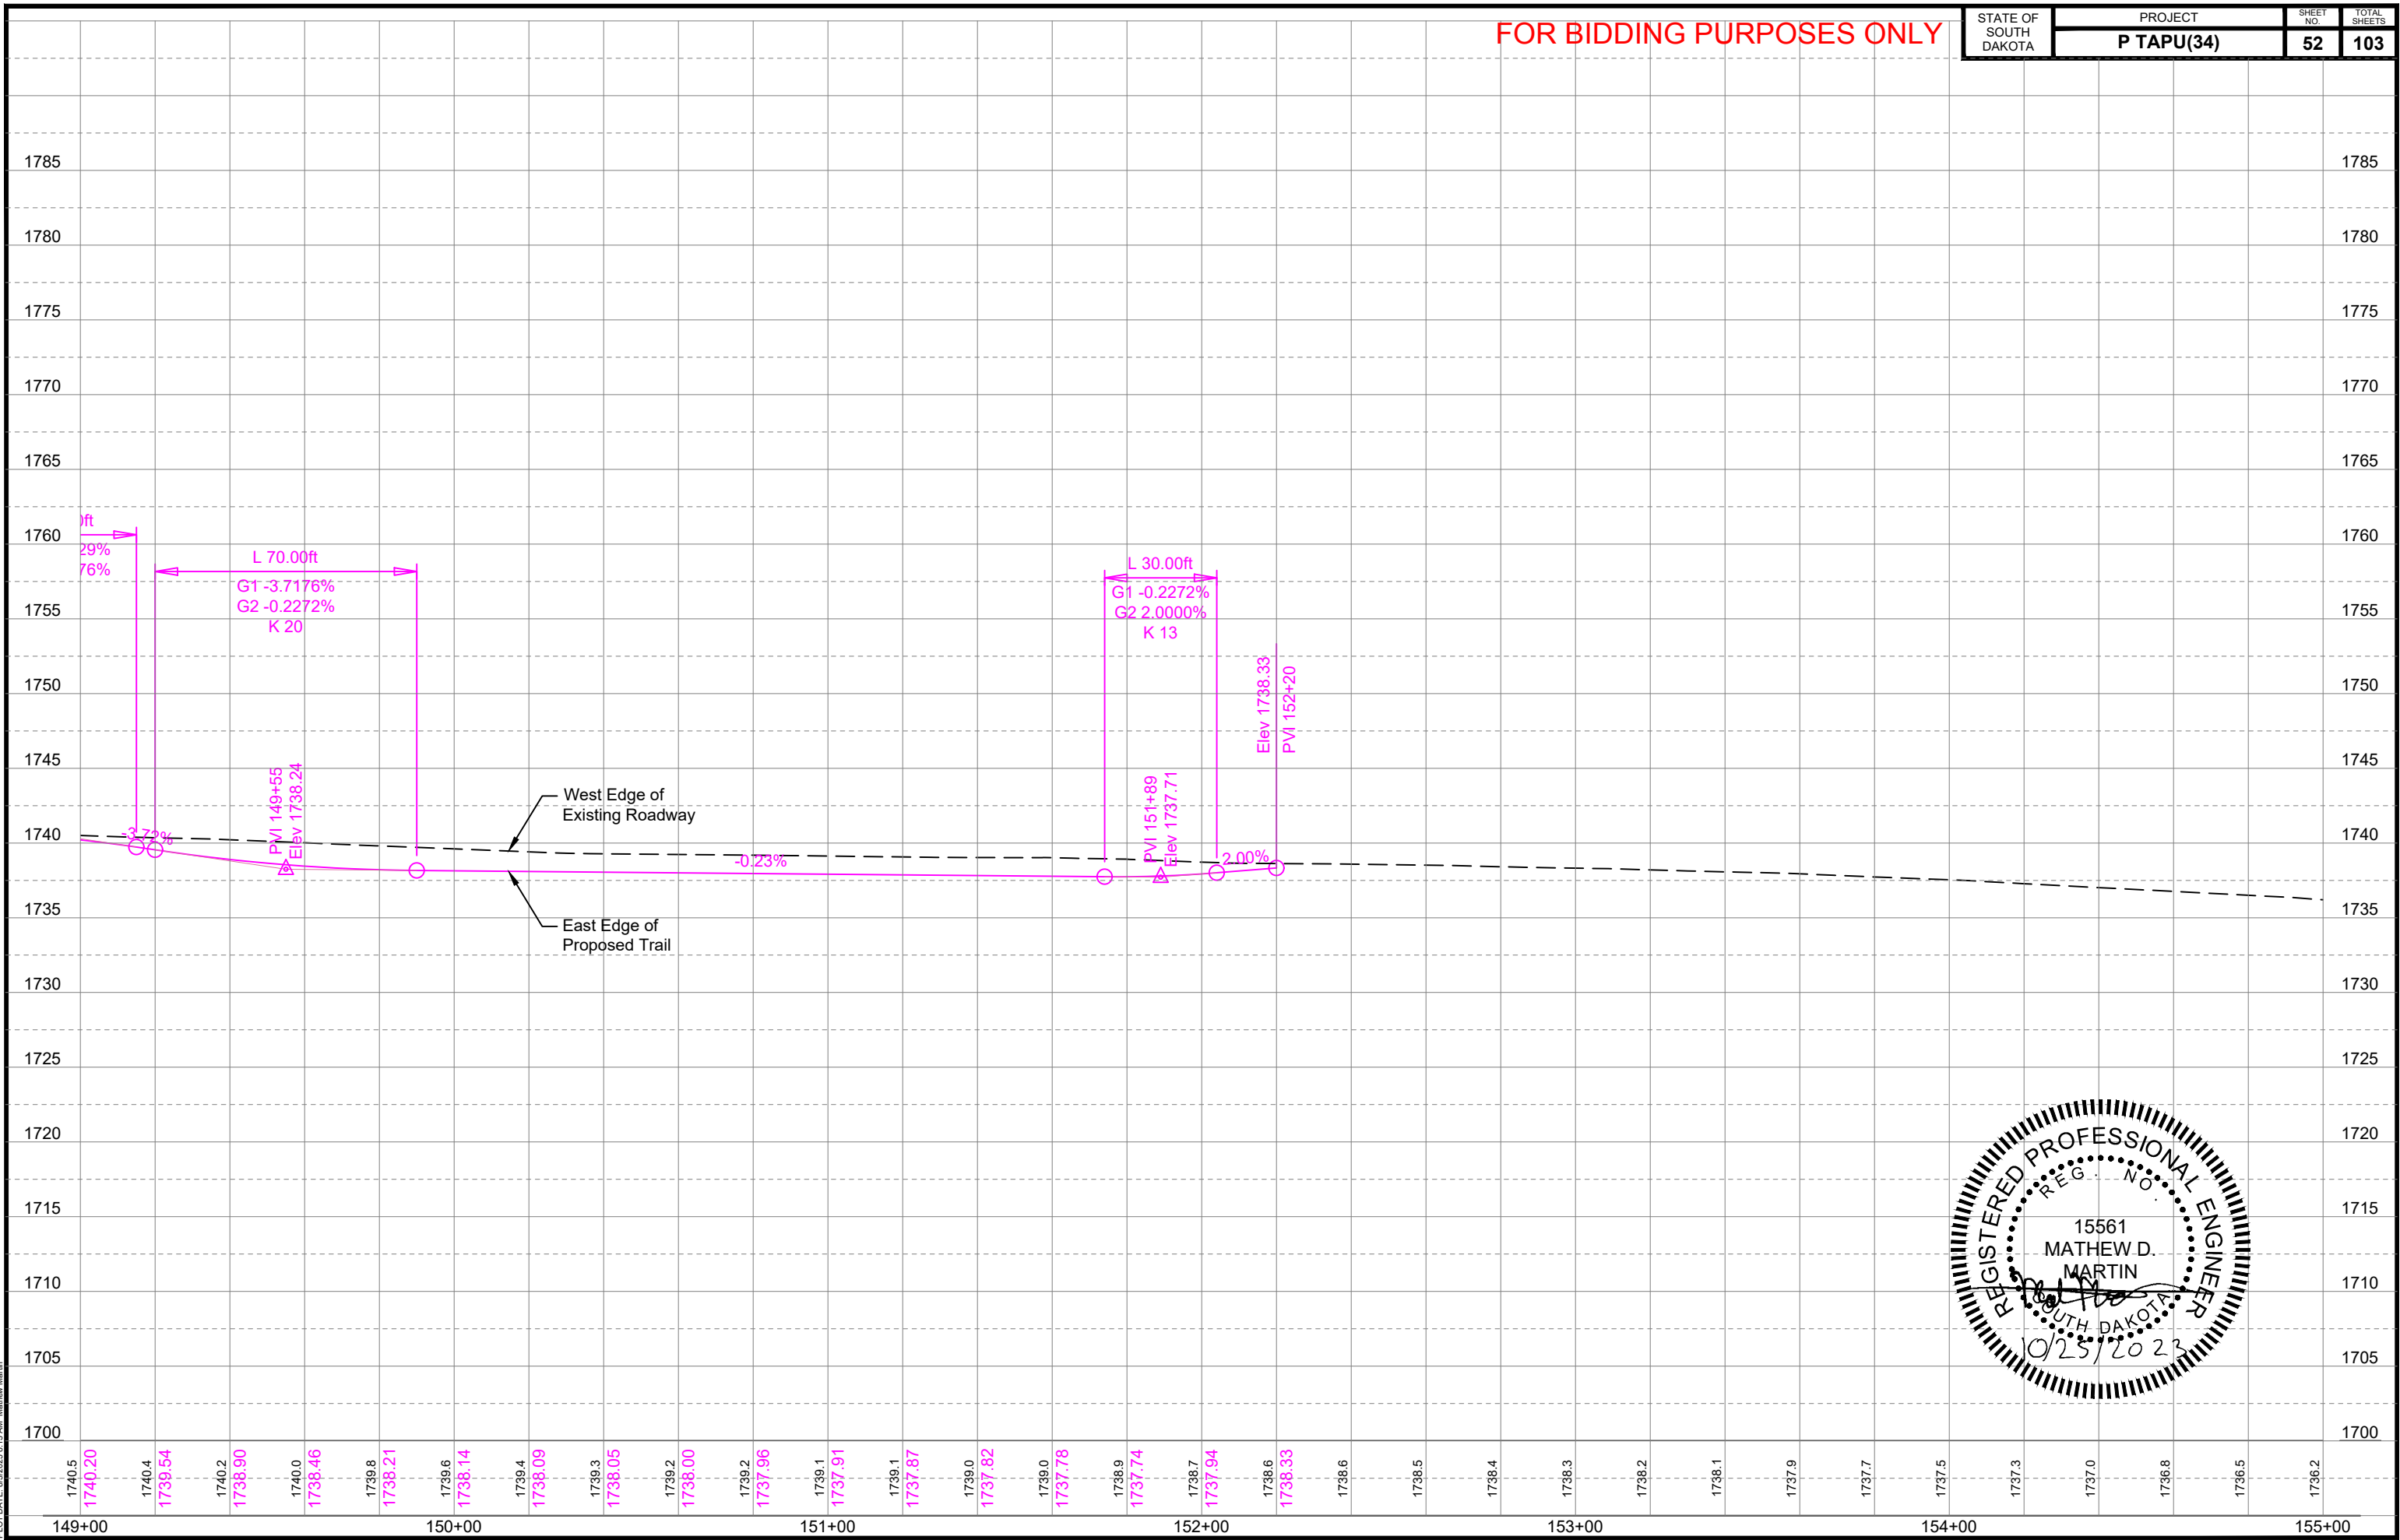 FOR BIDDING PURPOSES ONLY
STATE OF
SOUTH
DAKOTA
PROJECT
P TAPU(34)
SHEET
NO.
52
TOTAL
SHEETS
103
1785 1785
1780 1780
1775 1775
1770 1770
1765 1765
1760 1760
1755 1755
1750 1750
1745 1745
1740 1740
1735 1735
1730 1730
1725 1725
1720 1720
1715 1715
1710 1710
1705 1705
1700 1700
ft
29%
76%
L 70.00ft
G1 -3.7176%
G2 -0.2272%
K 20
L 30.00ft
G1 -0.2272%
G2 2.0000%
K 13
Elev 1738.33
PVI 152+20
PVI 149+55
Elev 1738.24
PVI 151+89
Elev 1737.71
-3.72%
-0.23%
2.00%
West Edge of
Existing Roadway
East Edge of
Proposed Trail
REGISTERED PROFESSIONAL ENGINEER
REG. NO.
15561
MATHEW D.
MARTIN
SOUTH DAKOTA
10/25/2023
1740.5
1740.20
1740.4
1739.54
1740.2
1738.90
1740.0
1738.46
1739.8
1738.21
1739.6
1738.14
1739.4
1738.09
1739.3
1738.05
1739.2
1738.00
1739.2
1737.96
1739.1
1737.91
1739.1
1737.87
1739.0
1737.82
1739.0
1737.78
1738.9
1737.74
1738.7
1737.94
1738.6
1738.33
1738.6
1738.5
1738.4
1738.3
1738.2
1738.1
1737.9
1737.7
1737.5
1737.3
1737.0
1736.8
1736.5
1736.2
149+00 150+00 151+00 152+00 153+00 154+00 155+00